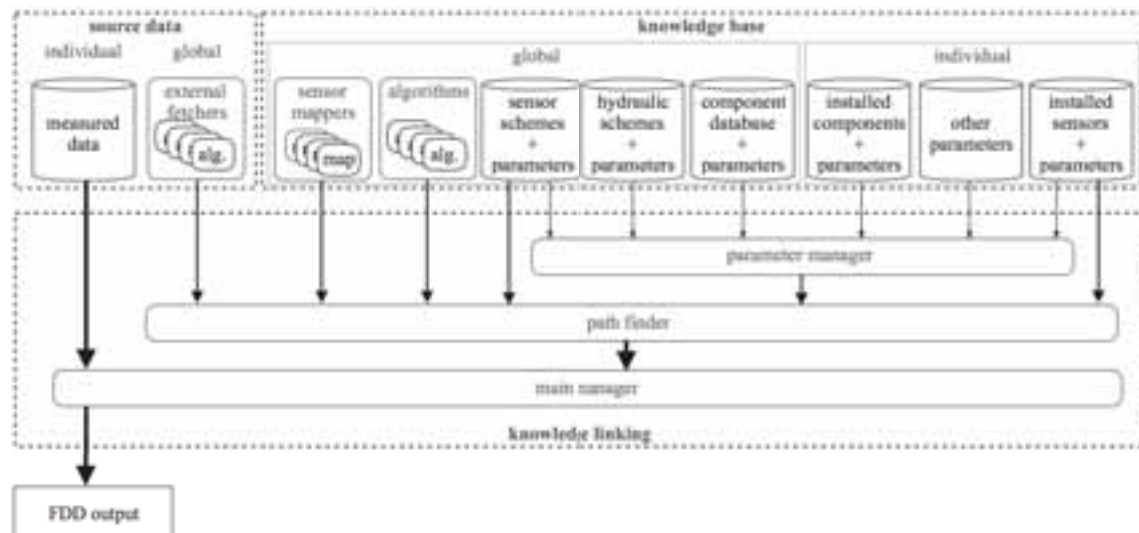 source data
knowledge base
individual
global
global
individual
measured
data
external
fetchers
alg.
sensor
mappers
map
algorithms
alg.
sensor
schemes
+
parameters
hydraulic
schemes
+
parameters
component
database
+
parameters
installed
components
+
parameters
other
parameters
installed
sensors
+
parameters
parameter manager
path finder
main nanager
knowledge linking
FDD output